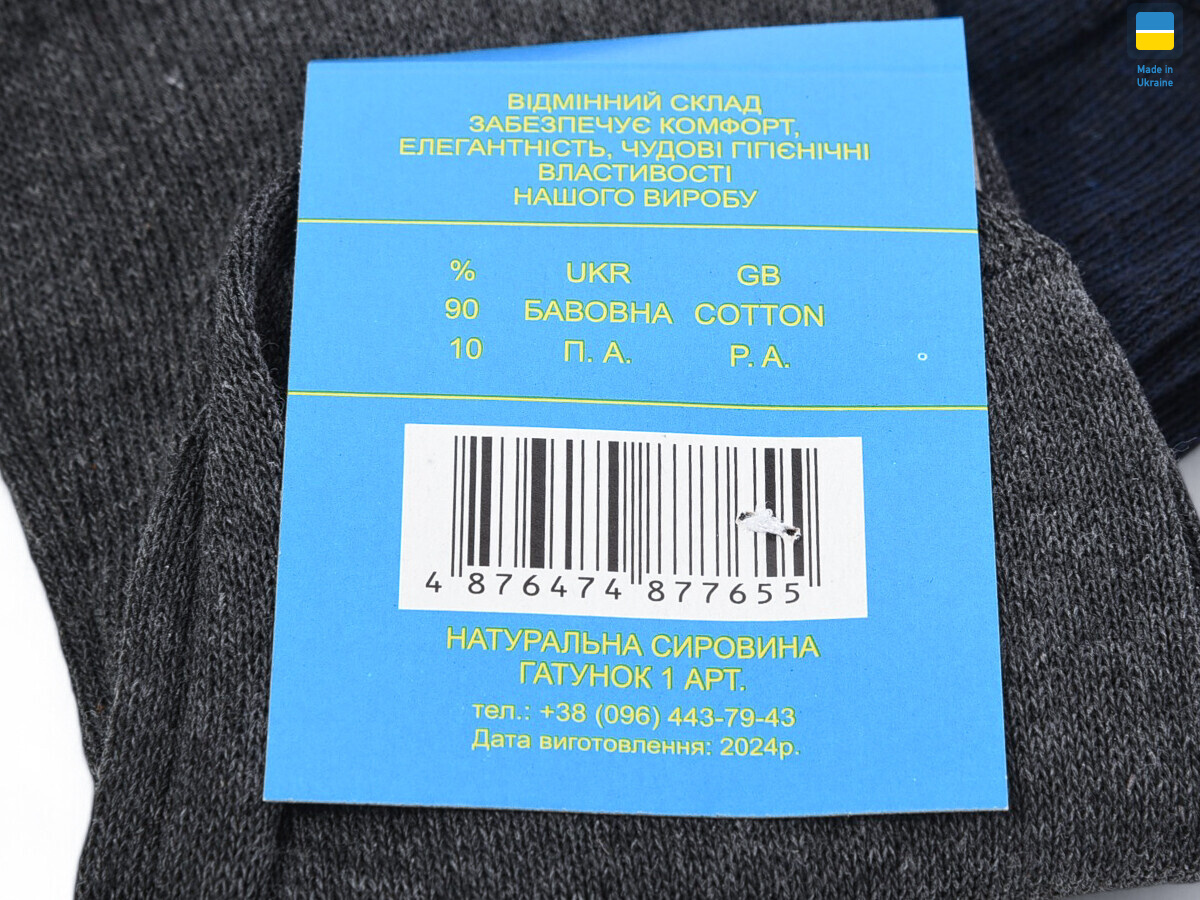 Made in
Ukraine
ВІДМІННИЙ СКЛАД
ЗАБЕЗПЕЧУЄ КОМФОРТ,
ЕЛЕГАНТНІСТЬ, ЧУДОВІ ГІГІЄНІЧНІ
ВЛАСТИВОСТІ
НАШОГО ВИРОБУ
% UKR GB
90 БАВОВНА COTTON
10 П. А. P. A.
4 876474 877655
НАТУРАЛЬНА СИРОВИНА
ГАТУНОК 1 АРТ.
тел.: +38 (096) 443-79-43
Дата виготовлення: 2024р.